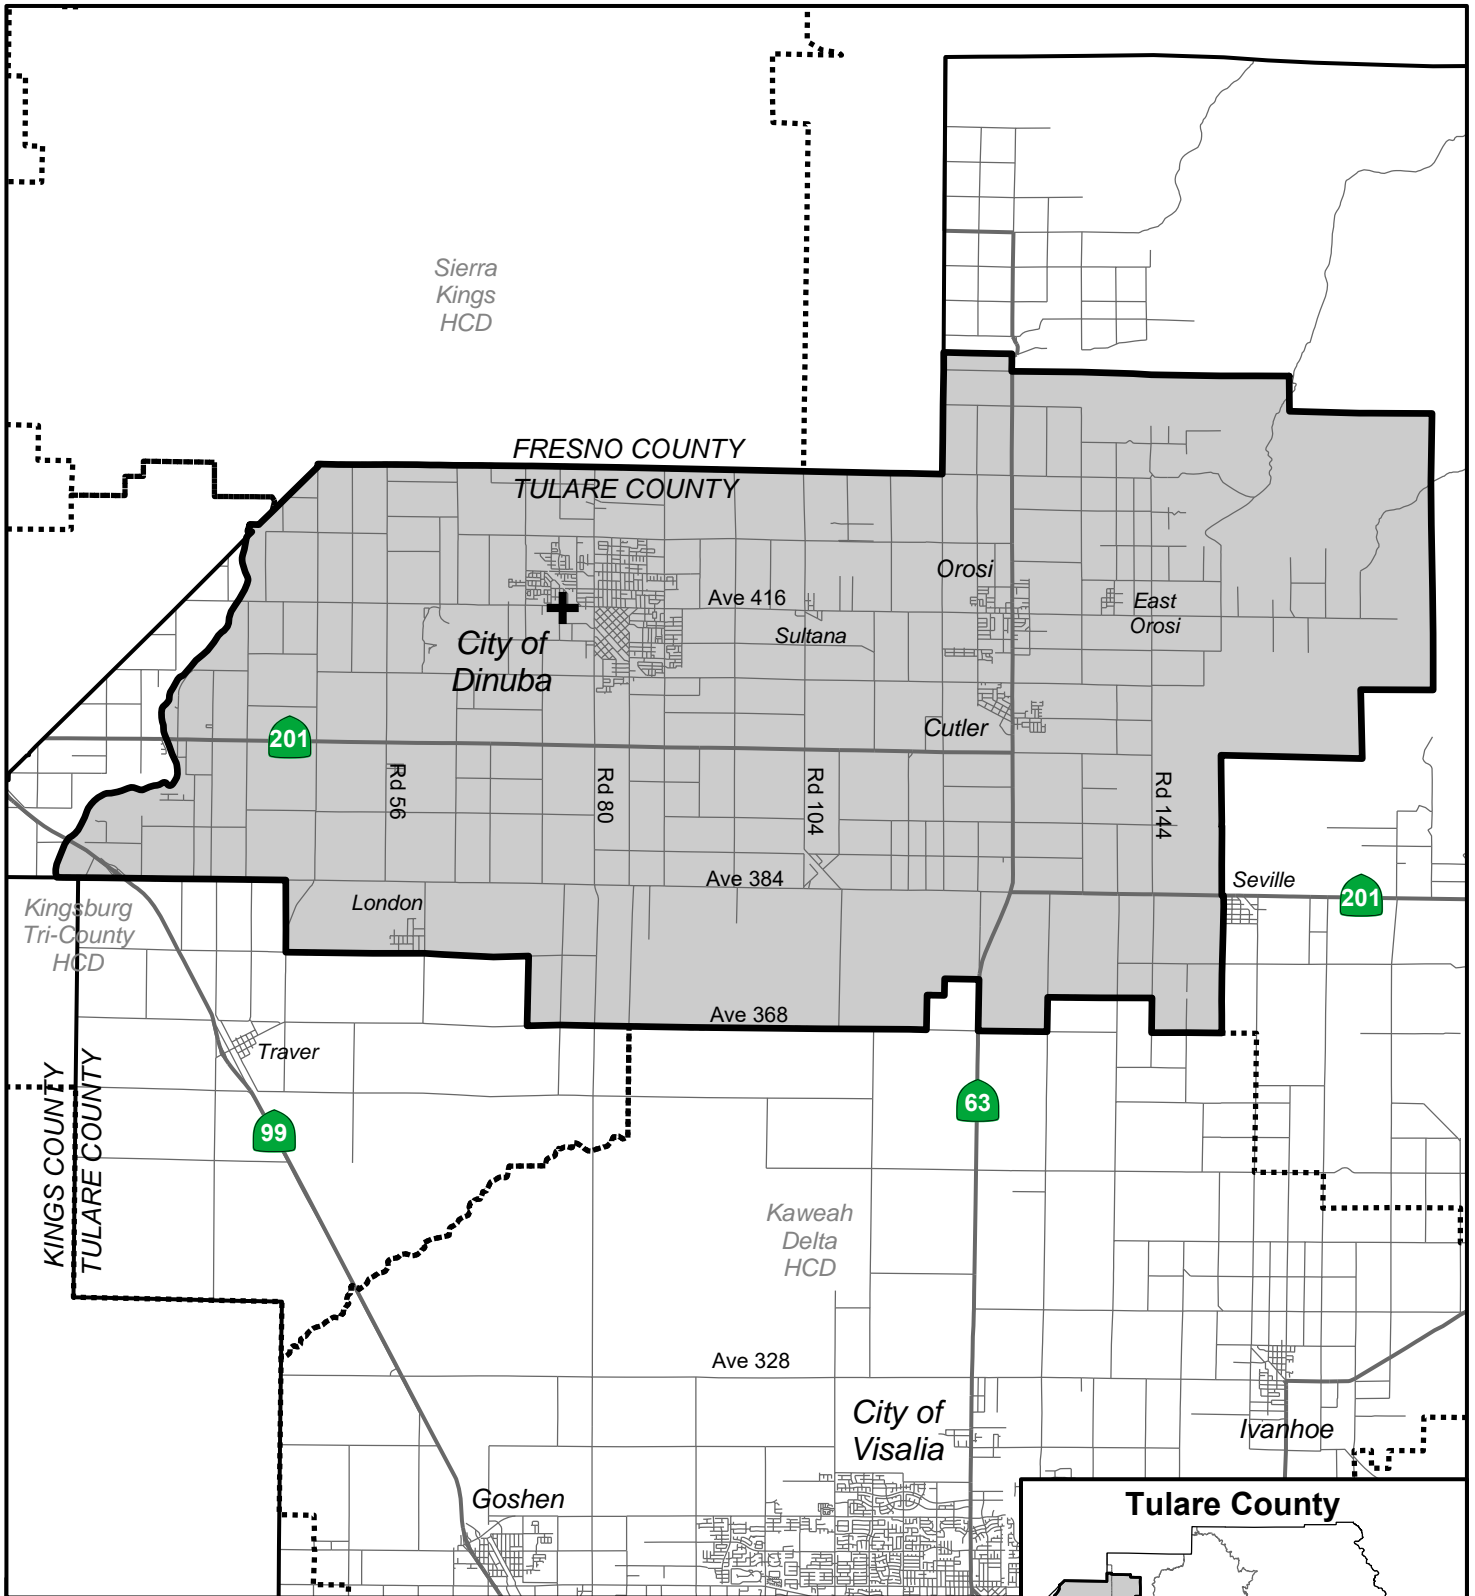 Sierra
Kings
HCD
FRESNO COUNTY
TULARE COUNTY
Orosi
Ave 416
East
Orosi
Sultana
City of
Dinuba
Cutler
201
Rd 56
Rd 80
Rd 104
Rd 144
Ave 384
Seville
201
London
Kingsburg
Tri-County
HCD
Ave 368
Traver
KINGS COUNTY
TULARE COUNTY
63
99
Kaweah
Delta
HCD
Ave 328
City of
Visalia
Ivanhoe
Goshen
Tulare County